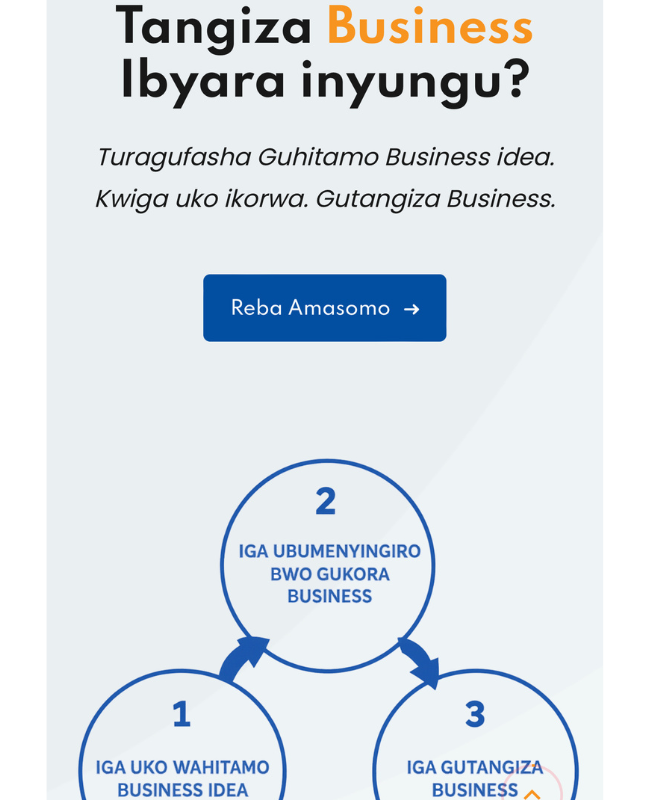 Tangiza Business
Ibyara inyungu?
Turagufasha Guhitamo Business idea.
Kwiga uko ikorwa. Gutangiza Business.
Reba Amasomo →
2
IGA UBUMENYINGIRO
BWO GUKORA
BUSINESS
1
IGA UKO WAHITAMO
BUSINESS IDEA
3
IGA GUTANGIZA
BUSINESS